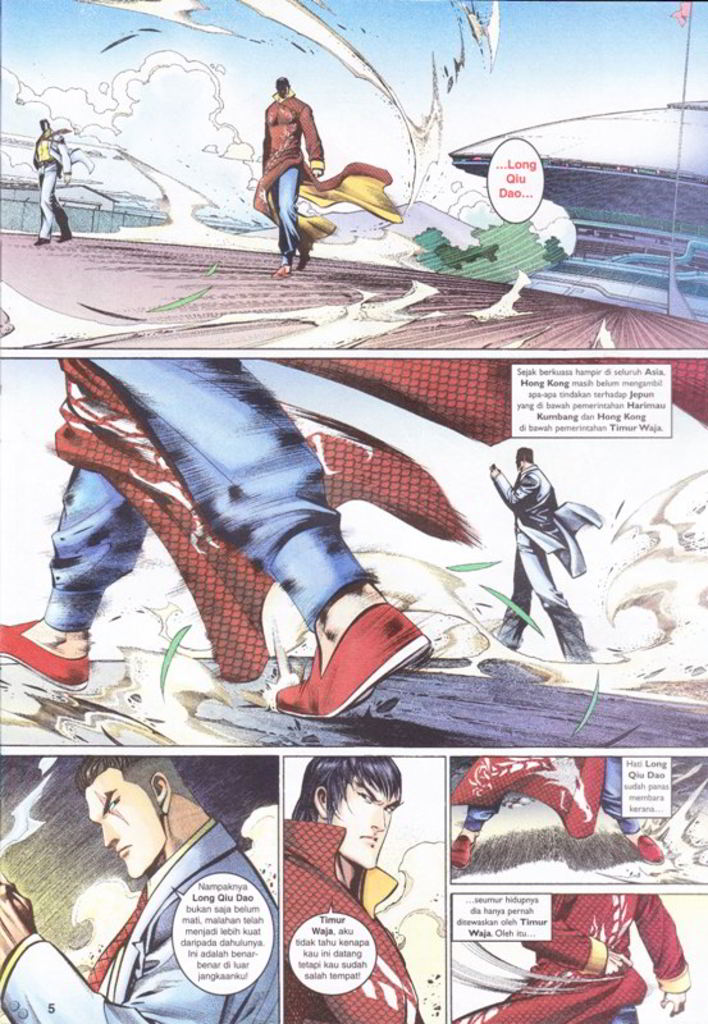 ...Long
Qiu
Dao...
Sejak berkuasa hampir di seluruh Asia,
Hong Kong masih belum mengambil
apa-apa tindakan terhadap Jepun
yang di bawah pemerintahan Harimau
Kumbang dan Hong Kong
di bawah pemerintahan Timur Waja.
Nampaknya
Long Qiu Dao
bukan saja belum
mati, malahan telah
menjadi lebih kuat
daripada dahulunya.
Ini adalah benar-
benar di luar
jangkaanku!
Timur
Waja, aku
tidak tahu kenapa
kau ini datang
tetapi kau sudah
salah tempat!
Hati Long
Qiu Dao
sudah panas
membara
kerana...
...seumur hidupnya
dia hanya pernah
ditewaskan oleh Timur
Waja. Oleh itu...
5